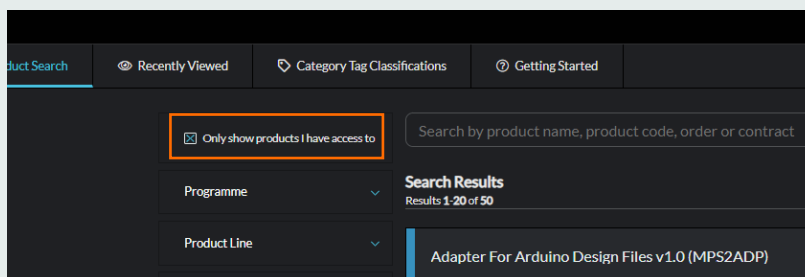 duct Search
Recently Viewed
Category Tag Classifications
Getting Started
Only show products I have access to
Search by product name, product code, order or contract
Programme
Search Results
Results 1-20 of 50
Product Line
Adapter For Arduino Design Files v1.0 (MPS2ADP)